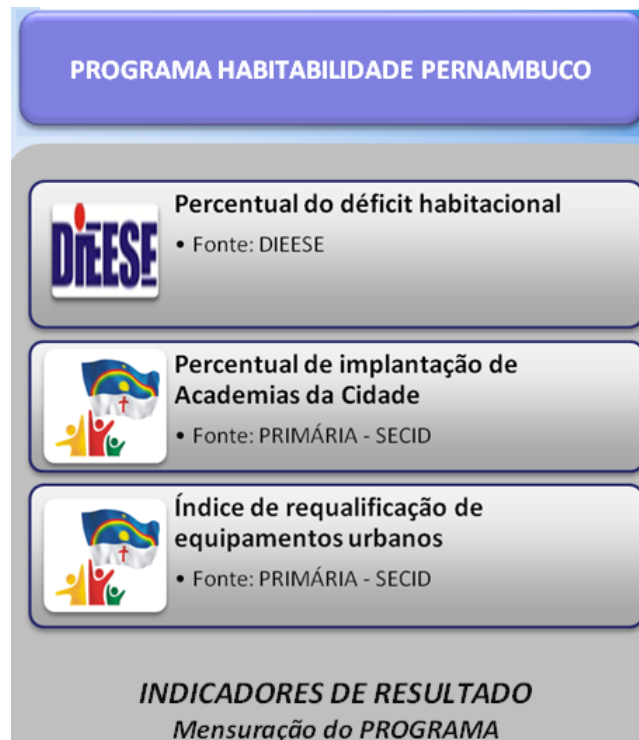 PROGRAMA HABITABILIDADE PERNAMBUCO
DIEESE
Percentual do déficit habitacional
• Fonte: DIEESE
Percentual de implantação de
Academias da Cidade
• Fonte: PRIMÁRIA - SECID
Índice de requalificação de
equipamentos urbanos
• Fonte: PRIMÁRIA - SECID
INDICADORES DE RESULTADO
Mensuração do PROGRAMA